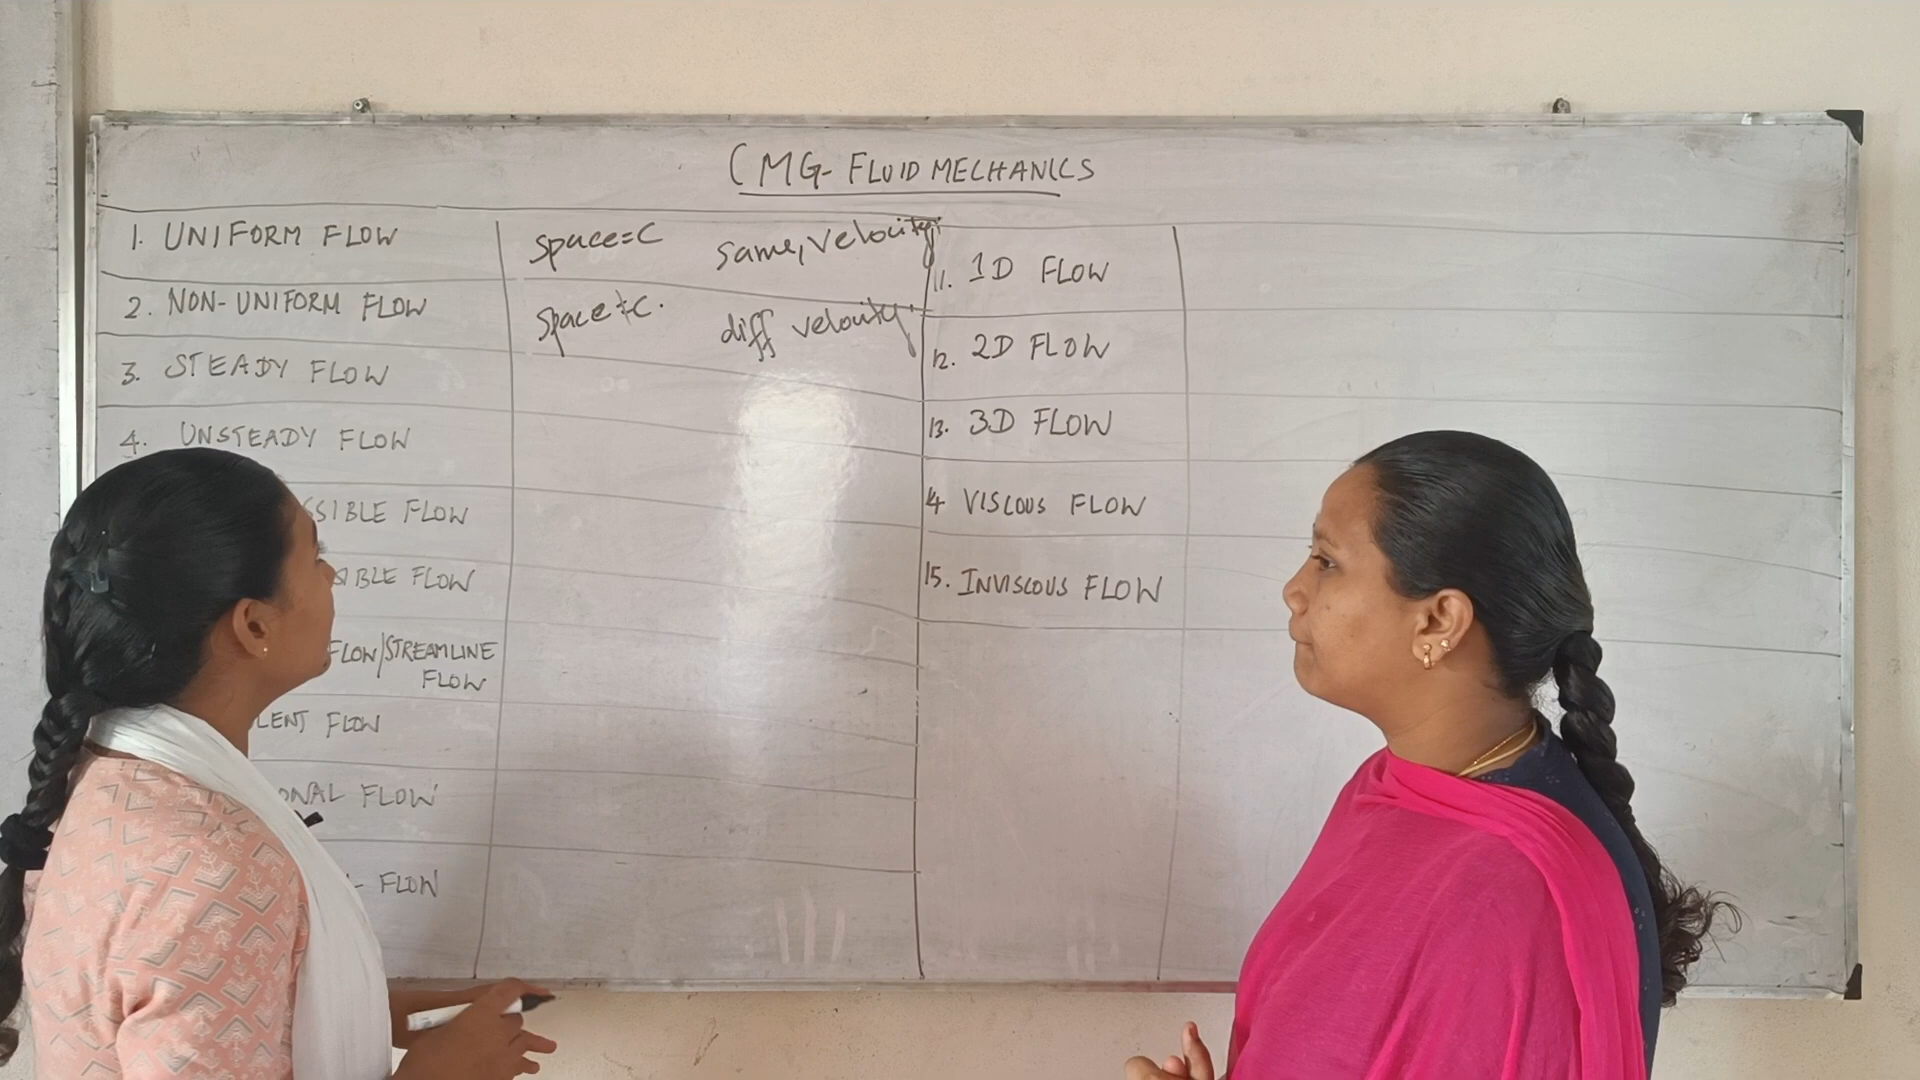 CMG-FLUID MECHANICS
1. UNIFORM FLOW
space=C same, velocity.
2. NON-UNIFORM FLOW
space≠C. diff velocity.
3. STEADY FLOW
4. UNSTEADY FLOW
SSIBLE FLOW
SIBLE FLOW
FLOW/STREAMLINE
FLOW
LENT FLOW
ONAL FLOW
FLOW
11. 1D FLOW
12. 2D FLOW
13. 3D FLOW
14 VISCOUS FLOW
15. INVISCOUS FLOW